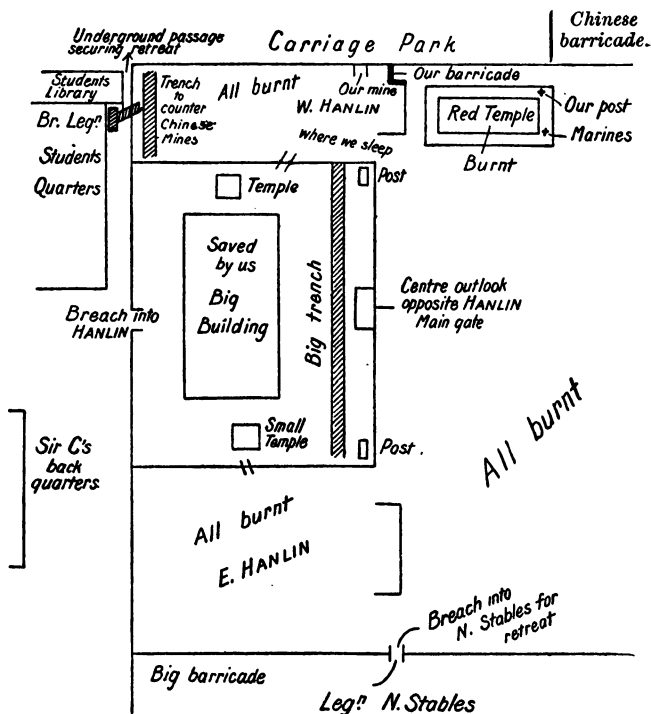 Underground passage
securing retreat
Carriage Park
Chinese
barricade.
Students
Library
Trench
to
counter
Chinese
Mines
All burnt
Our mine
Our barricade
W. HANLIN
where we sleep
Red Temple
Our post
Marines
Burnt
Br. Legn.
Students
Quarters
Temple
Post
Saved
by us
Big
Building
Big trench
Centre outlook
opposite HANLIN
Main gate
Breach into
HANLIN
Sir C's
back
quarters
Small
Temple
Post.
All burnt
All burnt
E. HANLIN
Breach into
N. Stables for
retreat
Big barricade
Legn. N. Stables